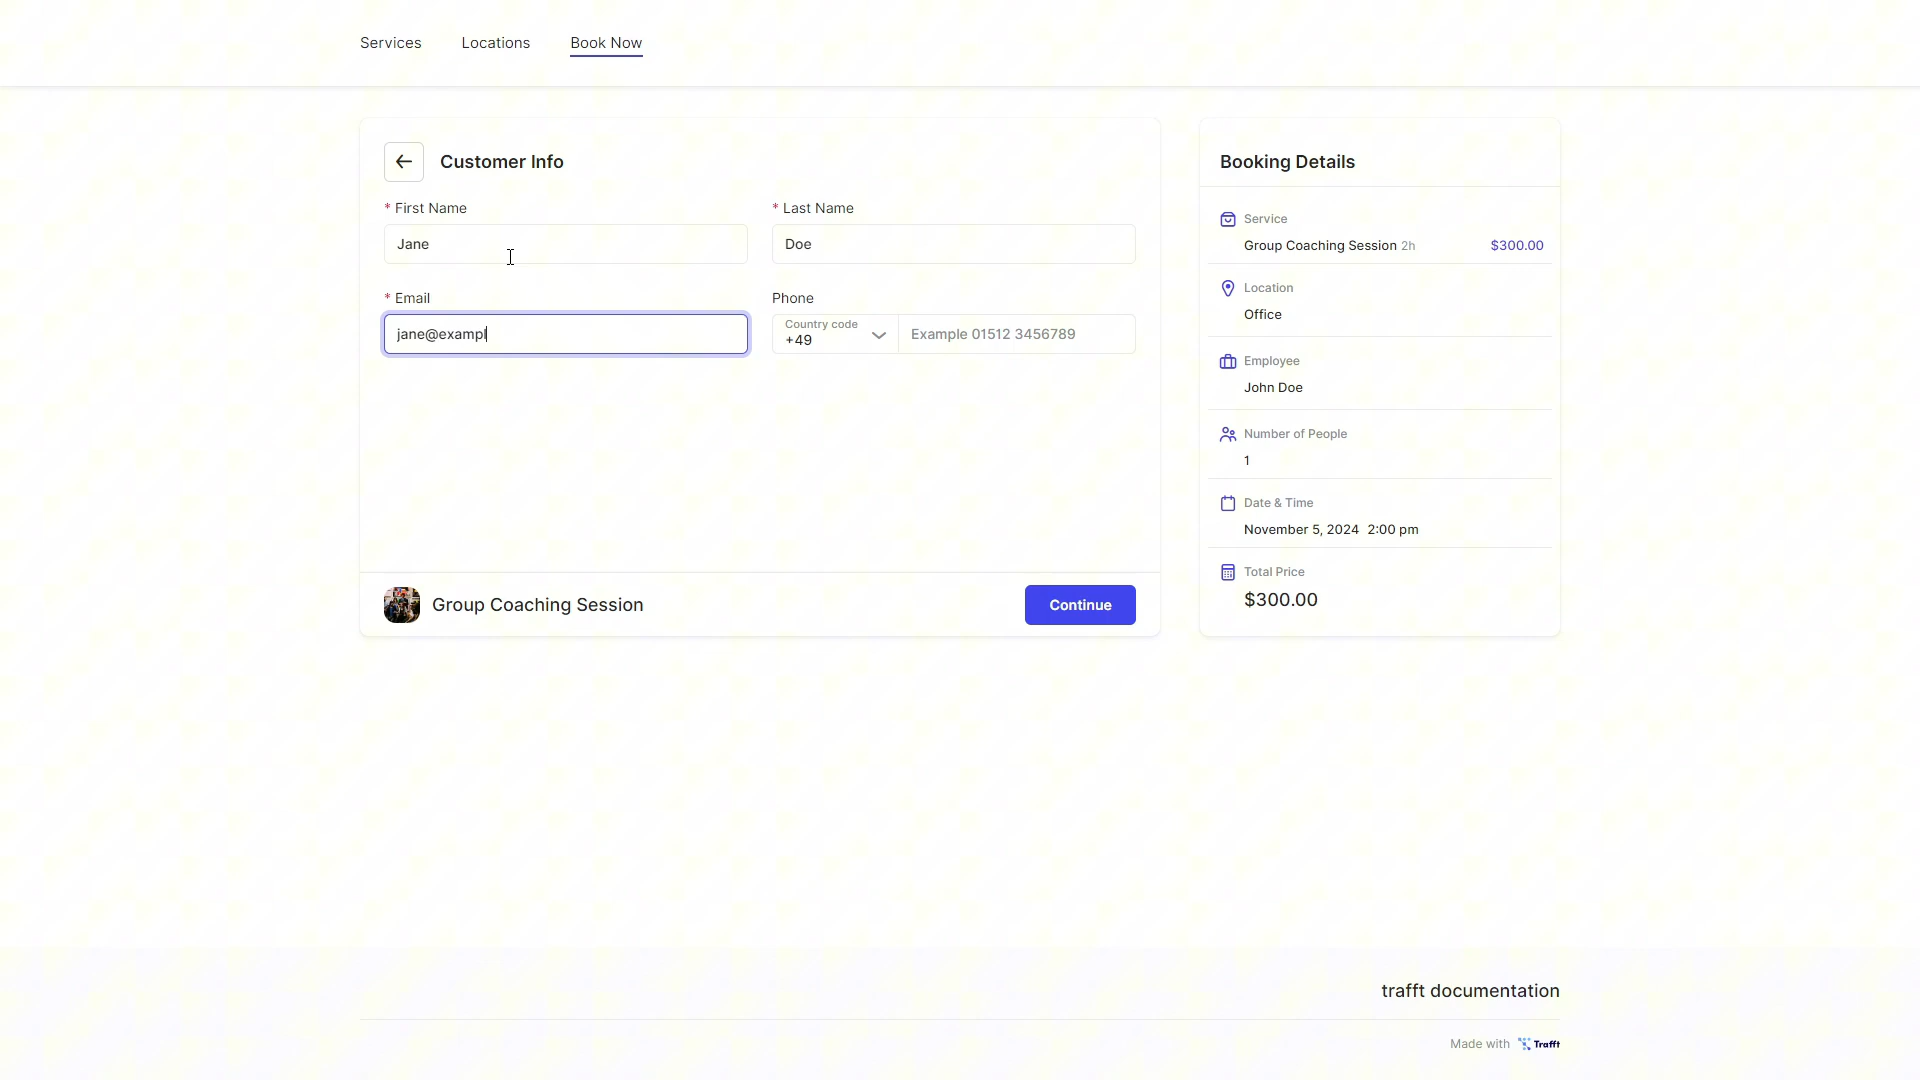 Services
Locations
Book Now
Customer Info
* First Name
Jane
* Last Name
Doe
* Email
jane@exampl
Phone
Country code
+49
Example 01512 3456789
Group Coaching Session
Continue
Booking Details
Service
Group Coaching Session 2h $300.00
Location
Office
Employee
John Doe
Number of People
1
Date & Time
November 5, 2024 2:00 pm
Total Price
$300.00
trafft documentation
Made with Trafft